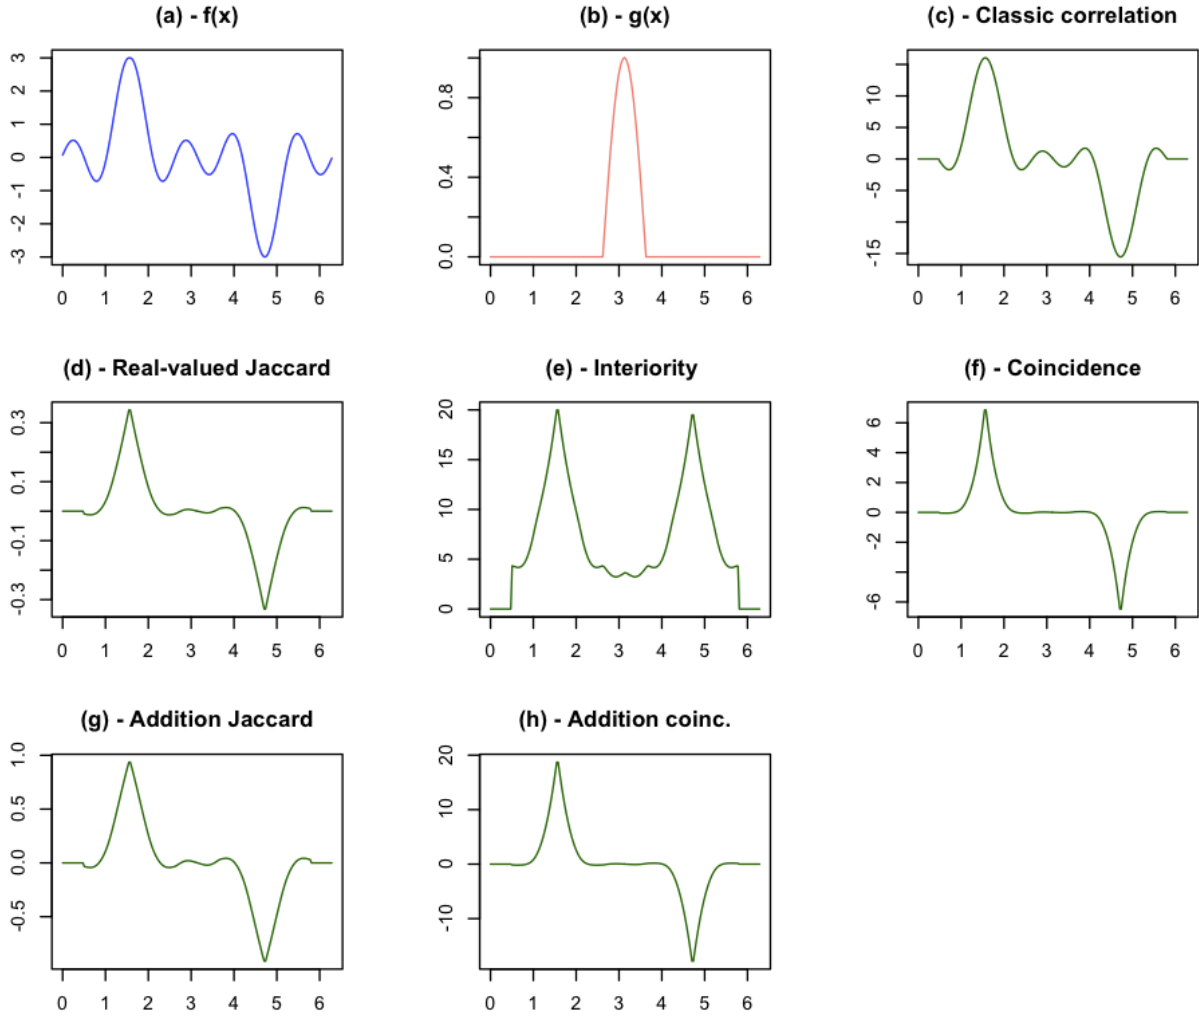 (a) - f(x)
(b) - g(x)
(c) - Classic correlation
3
2
1
0
-1
-2
-3
0 1 2 3 4 5 6
0.8
0.4
0.0
0 1 2 3 4 5 6
10
5
0
-5
-15
0 1 2 3 4 5 6
(d) - Real-valued Jaccard
(e) - Interiority
(f) - Coincidence
0.3
0.1
-0.1
-0.3
0 1 2 3 4 5 6
20
15
10
5
0
0 1 2 3 4 5 6
6
4
2
0
-2
-6
0 1 2 3 4 5 6
(g) - Addition Jaccard
(h) - Addition coinc.
1.0
0.5
0.0
-0.5
0 1 2 3 4 5 6
20
10
0
-10
0 1 2 3 4 5 6